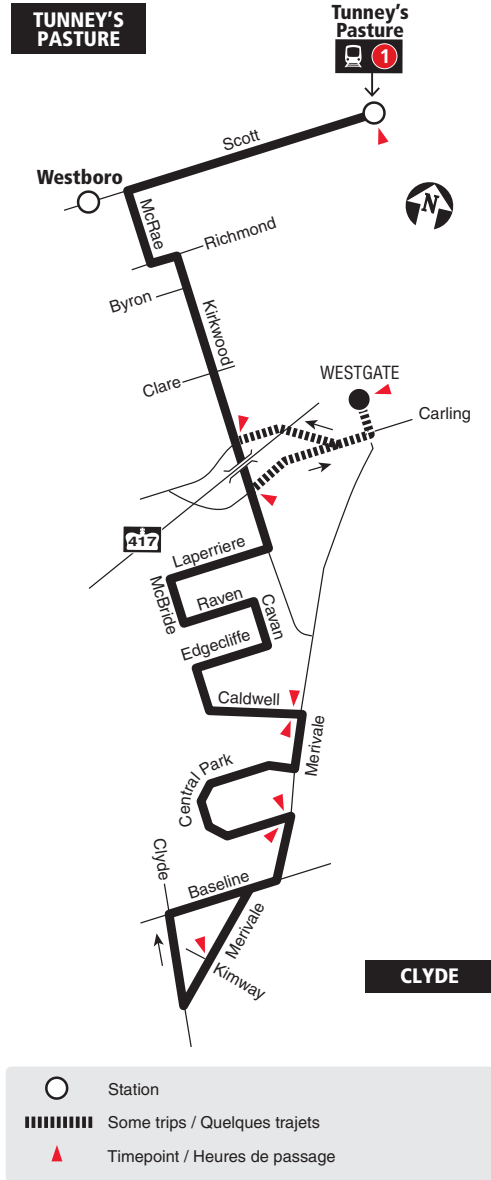 TUNNEY'S
PASTURE
Tunney's
Pasture
1
Scott
Westboro
McRae
Richmond
N
Byron
Kirkwood
Clare
WESTGATE
Carling
417
Laperriere
McBride
Raven
Cavan
Edgecliffe
Caldwell
Merivale
Central Park
Clyde
Baseline
Merivale
Kimway
CLYDE
Station
Some trips / Quelques trajets
Timepoint / Heures de passage